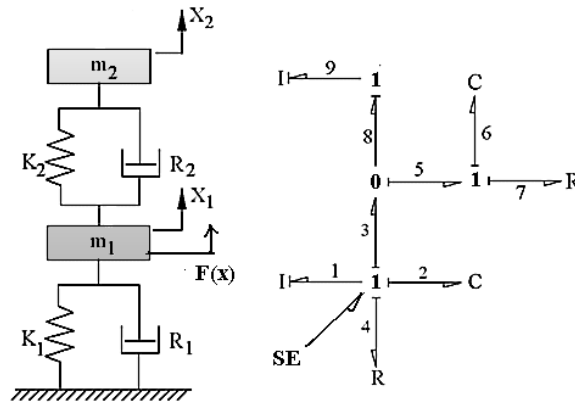 X₂
m₂
K₂
R₂
X₁
m₁
F(x)
K₁
R₁
I 9 1 C
8 6
0 5 1 7 R
3
I 1 1 2 C
4
SE
R